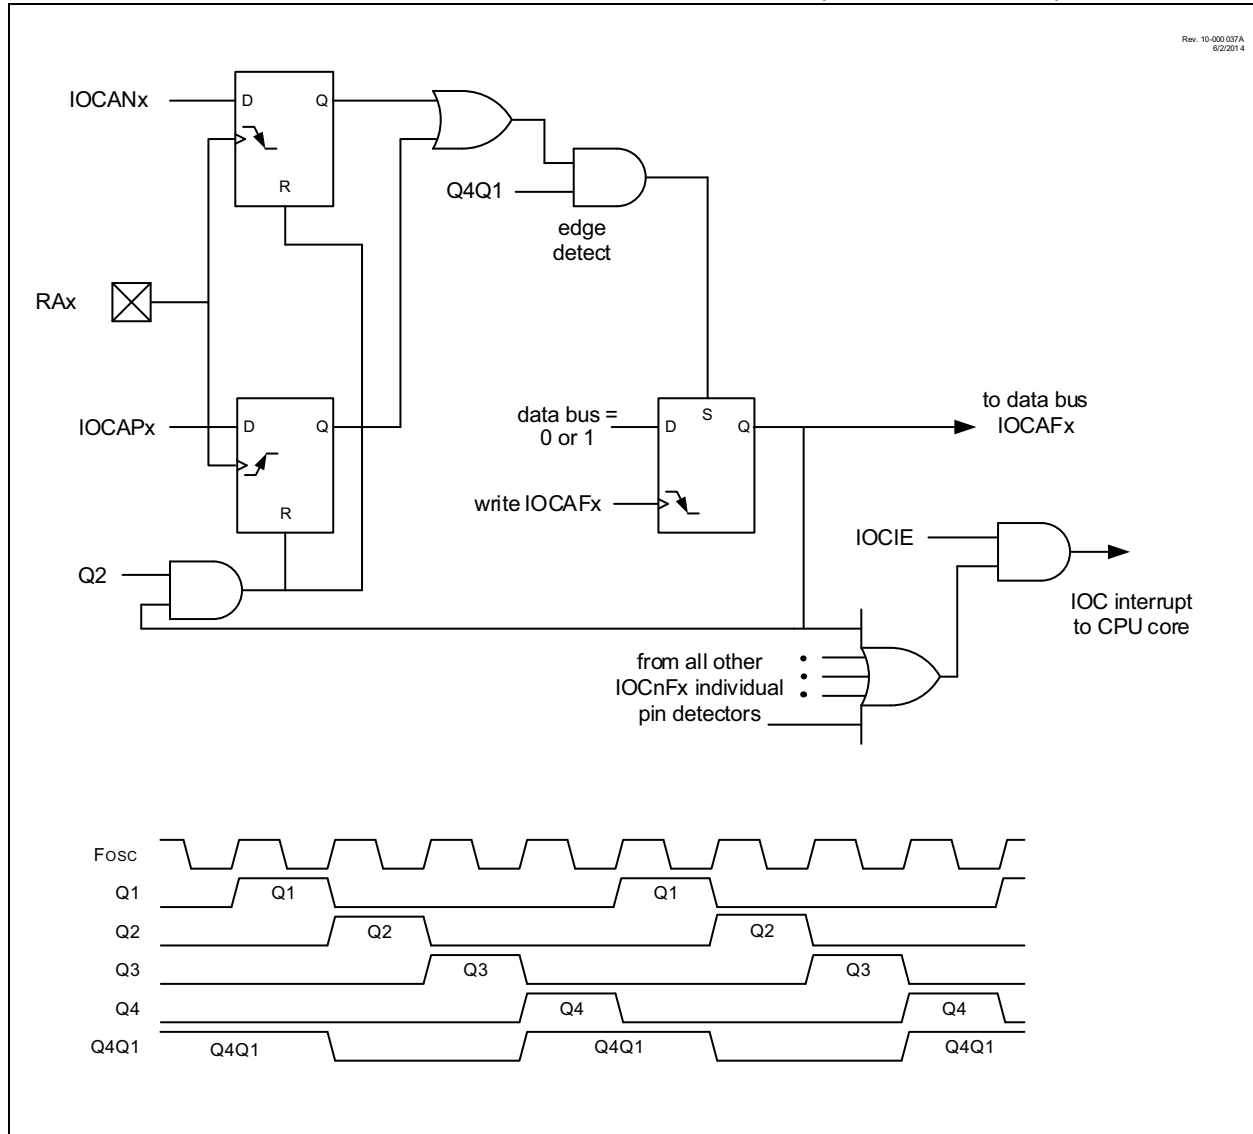 Rev. 10-000 037A
6/2/201 4
IOCANx
D
Q
R
Q4Q1
edge
detect
RAx
IOCAPx
D
Q
R
data bus =
0 or 1
D
S
Q
to data bus
IOCAFx
write IOCAFx
IOCIE
Q2
IOC interrupt
to CPU core
from all other
IOCnFx individual
pin detectors
FOSC
Q1
Q1
Q1
Q2
Q2
Q2
Q3
Q3
Q3
Q4
Q4
Q4
Q4Q1
Q4Q1
Q4Q1
Q4Q1